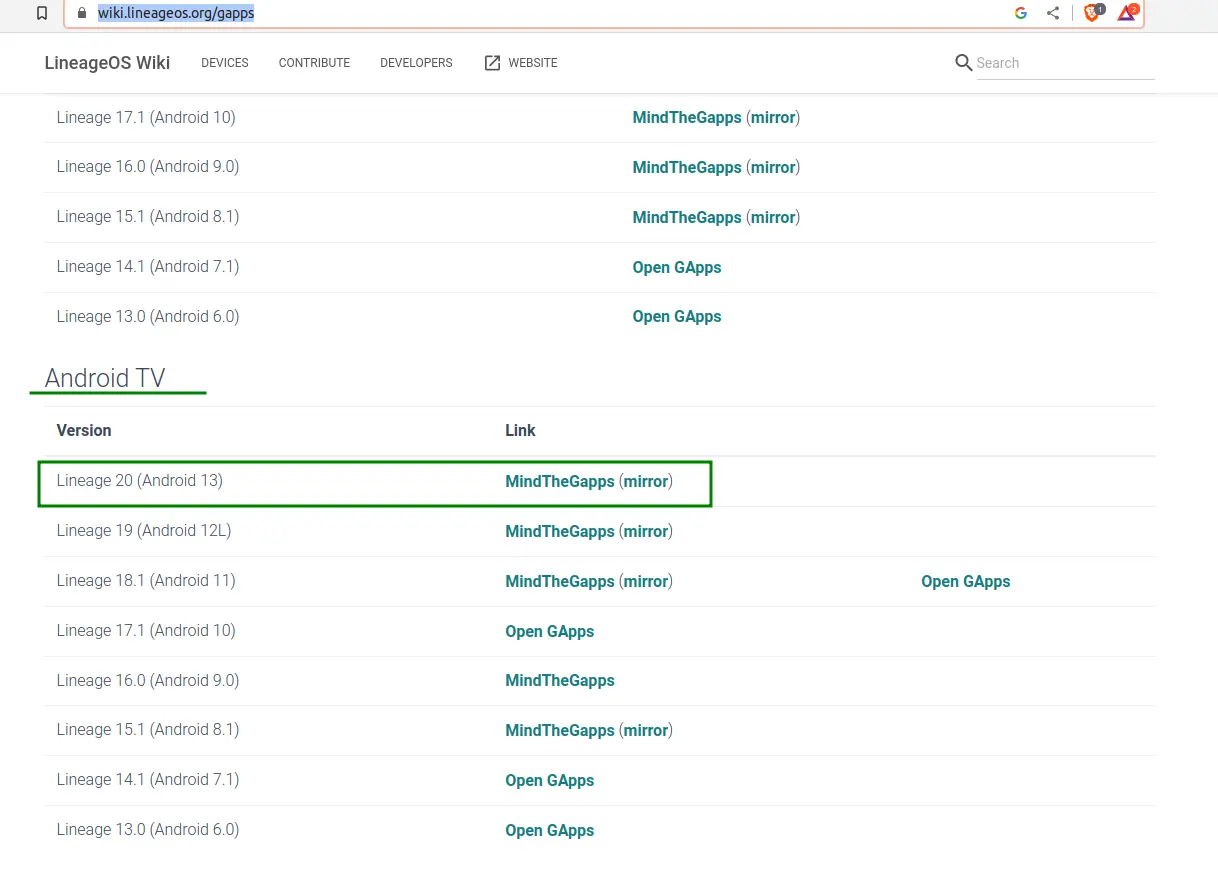 wiki.lineageos.org/gapps
1
2
LineageOS Wiki DEVICES CONTRIBUTE DEVELOPERS WEBSITE Search
Lineage 17.1 (Android 10) MindTheGapps (mirror)
Lineage 16.0 (Android 9.0) MindTheGapps (mirror)
Lineage 15.1 (Android 8.1) MindTheGapps (mirror)
Lineage 14.1 (Android 7.1) Open GApps
Lineage 13.0 (Android 6.0) Open GApps
Android TV
Version Link
Lineage 20 (Android 13) MindTheGapps (mirror)
Lineage 19 (Android 12L) MindTheGapps (mirror)
Lineage 18.1 (Android 11) MindTheGapps (mirror) Open GApps
Lineage 17.1 (Android 10) Open GApps
Lineage 16.0 (Android 9.0) MindTheGapps
Lineage 15.1 (Android 8.1) MindTheGapps (mirror)
Lineage 14.1 (Android 7.1) Open GApps
Lineage 13.0 (Android 6.0) Open GApps